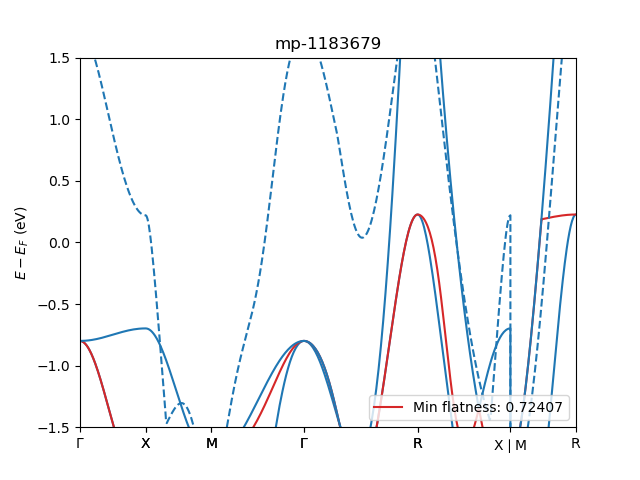 mp-1183679
1.5
1.0
0.5
0.0
−0.5
−1.0
−1.5
E − E_F (eV)
Min flatness: 0.72407
Γ X M Γ R X | M R